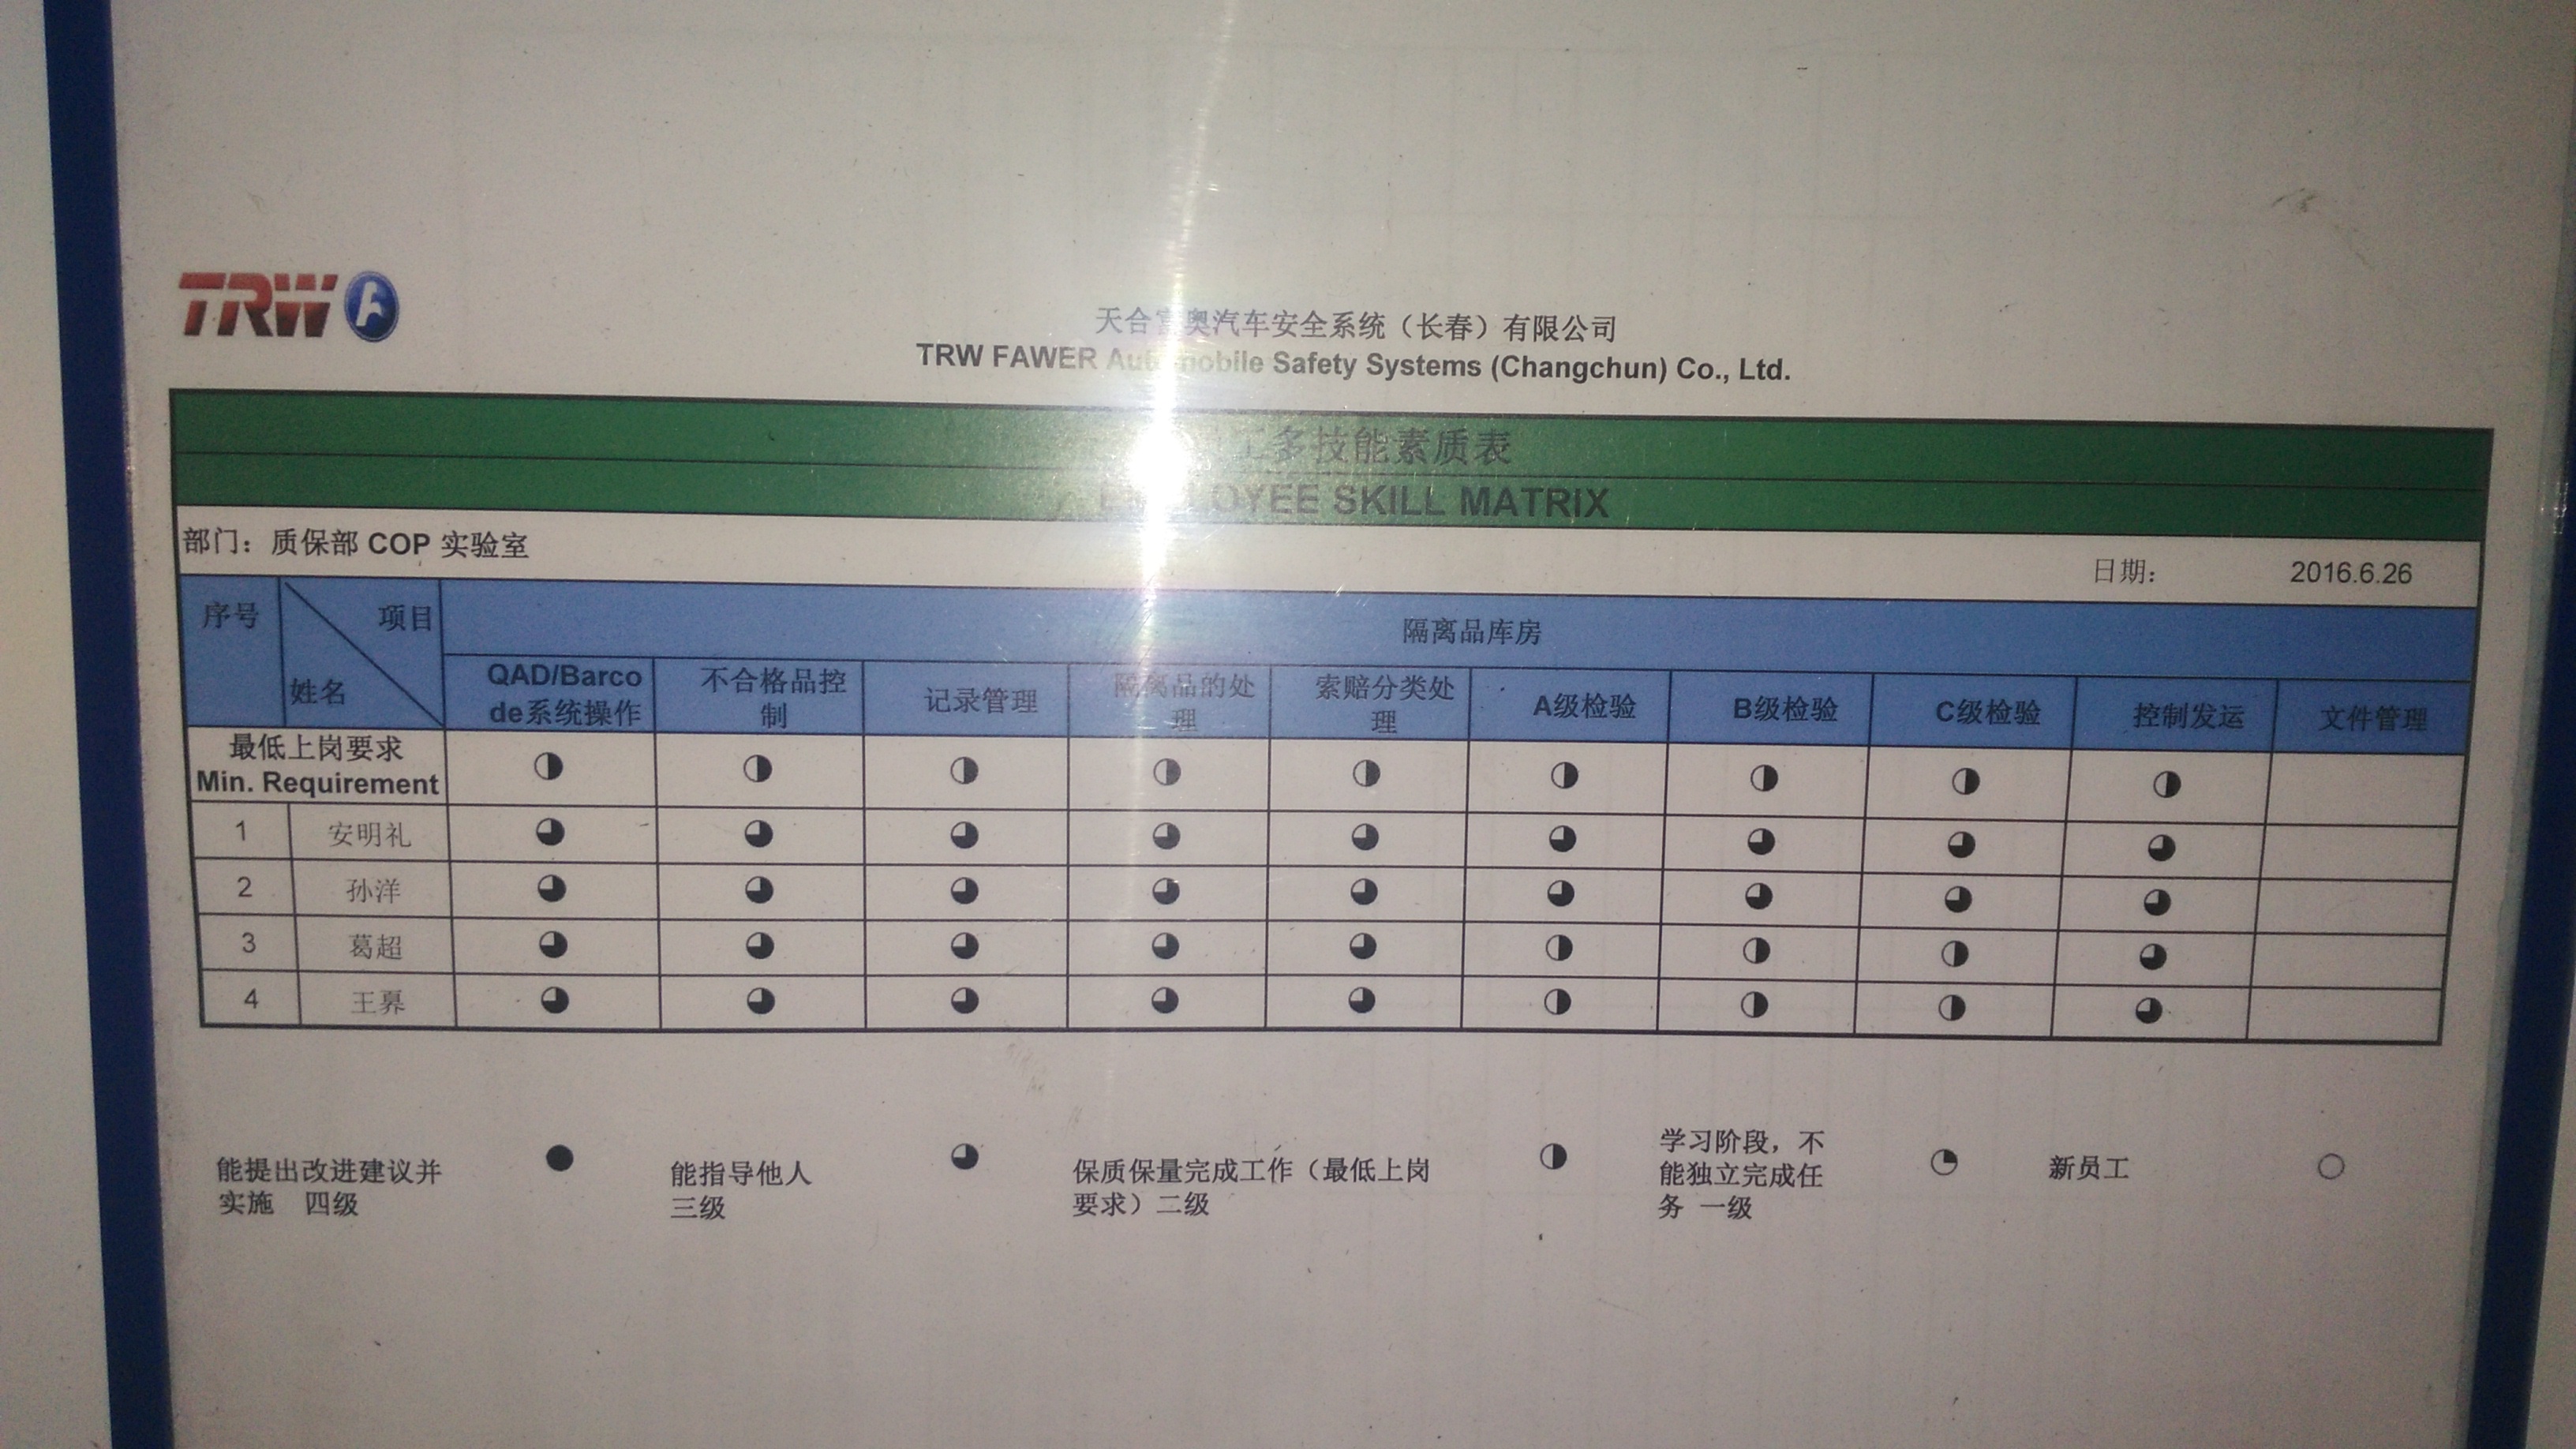 TRW
天合富奥汽车安全系统（长春）有限公司
TRW FAWER Automobile Safety Systems (Changchun) Co., Ltd.
工多技能素质表
EMPLOYEE SKILL MATRIX
部门：质保部 COP 实验室
日期： 2016.6.26
序号 项目 姓名 隔离品库房
QAD/Barco 不合格品控 记录管理 隔离品的处 索赔分类处 A级检验 B级检验 C级检验 控制发运 文件管理
de系统操作 制 理 理
最低上岗要求
Min. Requirement ◑ ◑ ◑ ◑ ◑ ◑ ◑ ◑ ◑
1 安明礼
2 孙洋
3 葛超
4 王
能提出改进建议并
实施 四级 ●
能指导他人
三级
保质保量完成工作（最低上岗
要求）二级 ◑
学习阶段，不
能独立完成任
务 一级
新员工 ○